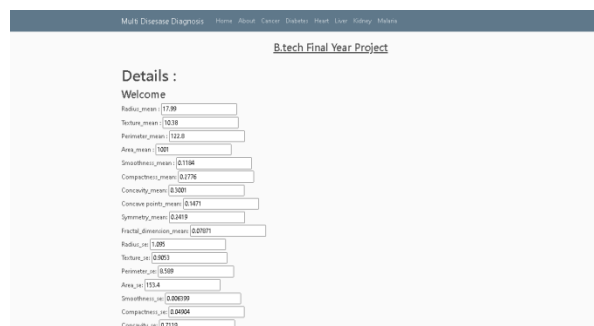 Multi Disesase Diagnosis Home About Cancer Diabetes Heart Liver Kidney Malaria
B.tech Final Year Project
Details :
Welcome
Radius_mean : 17.99
Texture_mean : 10.38
Perimeter_mean : 122.8
Area_mean : 1001
Smoothness_mean : 0.1184
Compactness_mean: 0.2776
Concavity_mean: 0.3001
Concave points_mean: 0.1471
Symmetry_mean: 0.2419
Fractal_dimension_mean: 0.07871
Radius_se: 1.095
Texture_se: 0.9053
Perimeter_se: 8.589
Area_se: 153.4
Smoothness_se: 0.006399
Compactness_se: 0.04904